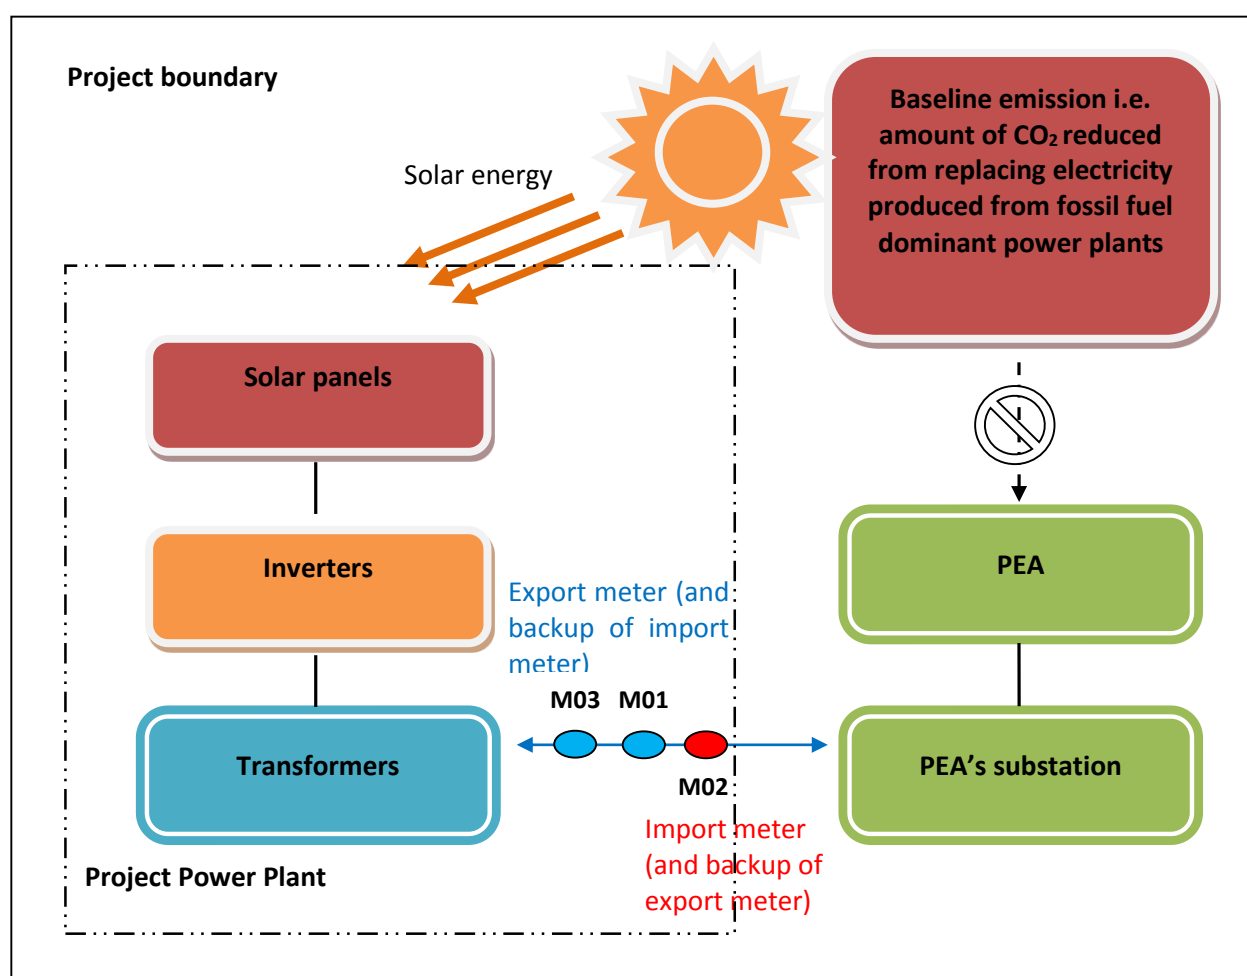 Project boundary
Baseline emission i.e.
amount of CO₂ reduced
from replacing electricity
produced from fossil fuel
dominant power plants
Solar energy
Solar panels
Inverters
PEA
Export meter (and
backup of import
meter)
M03 M01
Transformers
PEA’s substation
M02
Import meter
(and backup of
export meter)
Project Power Plant